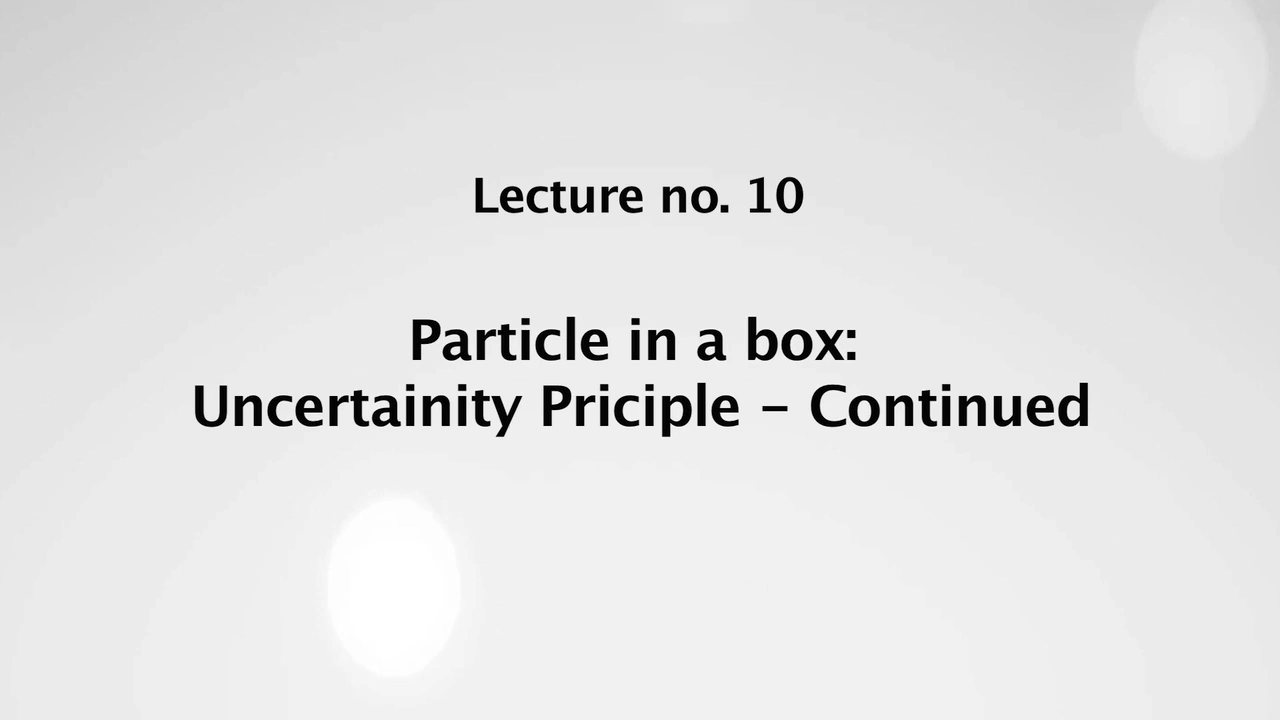 Lecture no. 10
Particle in a box:
Uncertainity Priciple – Continued